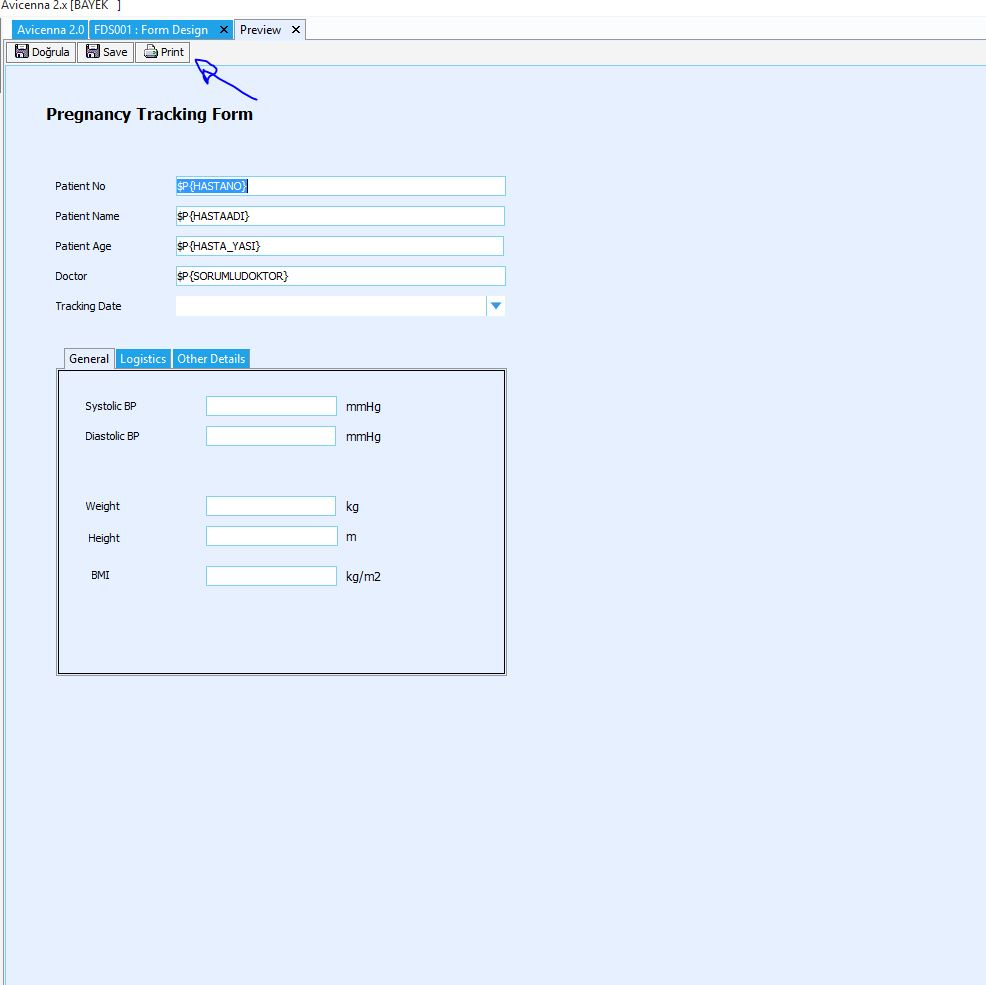 Avicenna 2.x [BAYEK ]
Avicenna 2.0 FDS001 : Form Design Preview
Doğrula Save Print
Pregnancy Tracking Form
Patient No $P{HASTANO}
Patient Name $P{HASTAADI}
Patient Age $P{HASTA_YASI}
Doctor $P{SORUMLUDOKTOR}
Tracking Date
General Logistics Other Details
Systolic BP mmHg
Diastolic BP mmHg
Weight kg
Height m
BMI kg/m2